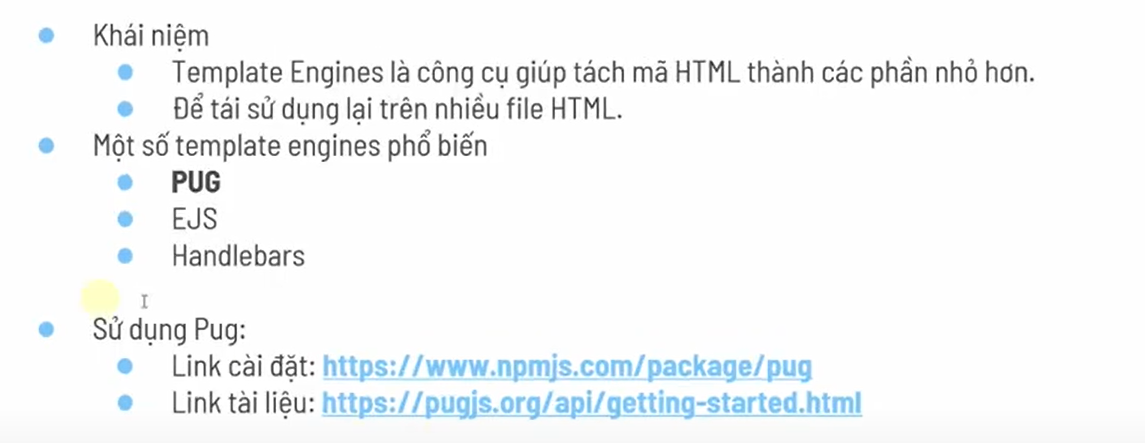 Khái niệm
Template Engines là công cụ giúp tách mã HTML thành các phần nhỏ hơn.
Để tái sử dụng lại trên nhiều file HTML.
Một số template engines phổ biến
PUG
EJS
Handlebars
Sử dụng Pug:
Link cài đặt: https://www.npmjs.com/package/pug
Link tài liệu: https://pugjs.org/api/getting-started.html